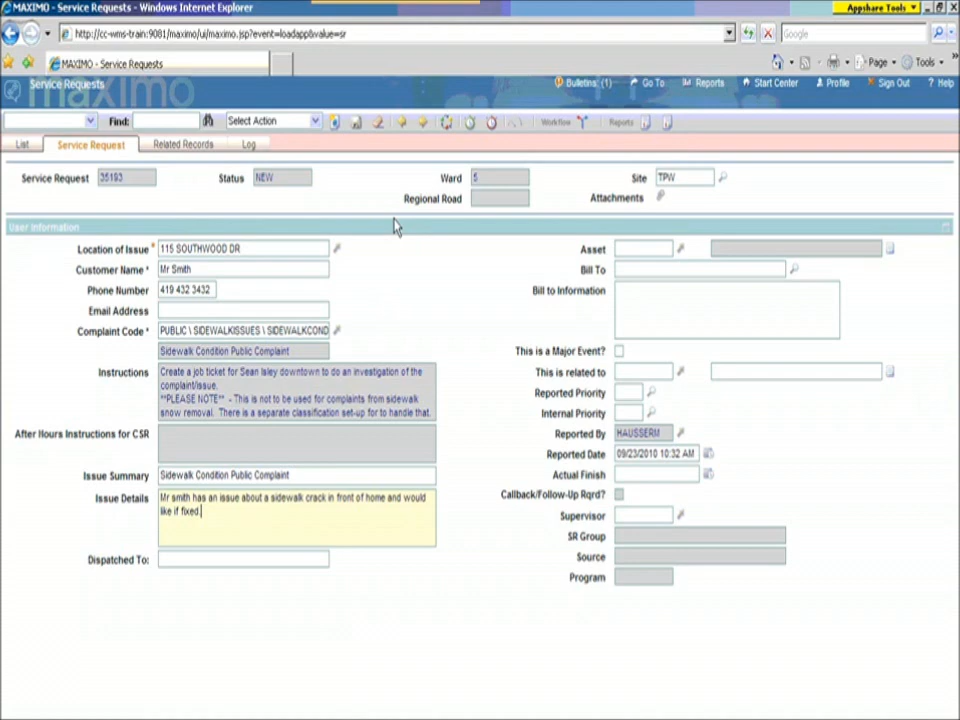 MAXIMO - Service Requests - Windows Internet Explorer
Appshare Tools
http://cc-wms-train:9081/maximo/ui/maximo.jsp?event=loadapp&value=sr
Google
MAXIMO - Service Requests
Page
Tools
maximo
Service Requests
Bulletins: (1)
Go To
Reports
Start Center
Profile
Sign Out
? Help
Find:
Select Action
Workflow
Reports
List
Service Request
Related Records
Log
Service Request 35193
Status NEW
Ward 5
Site TPW
Regional Road
Attachments
User Information
Location of Issue * 115 SOUTHWOOD DR
Customer Name * Mr Smith
Phone Number 419 432 3432
Email Address
Complaint Code * PUBLIC \ SIDEWALKISSUES \ SIDEWALKCOND
Sidewalk Condition Public Complaint
Instructions Create a job ticket for Sean Isley downtown to do an investigation of the
complaint/issue.
**PLEASE NOTE** - This is not to be used for complaints from sidewalk
snow removal. There is a separate classification set-up for to handle that.
After Hours Instructions for CSR
Issue Summary Sidewalk Condition Public Complaint
Issue Details Mr smith has an issue about a sidewalk crack in front of home and would
like if fixed.
Dispatched To:
Asset
Bill To
Bill to Information
This is a Major Event?
This is related to
Reported Priority
Internal Priority
Reported By HAUSSERM
Reported Date 09/23/2010 10:32 AM
Actual Finish
Callback/Follow-Up Rqrd?
Supervisor
SR Group
Source
Program